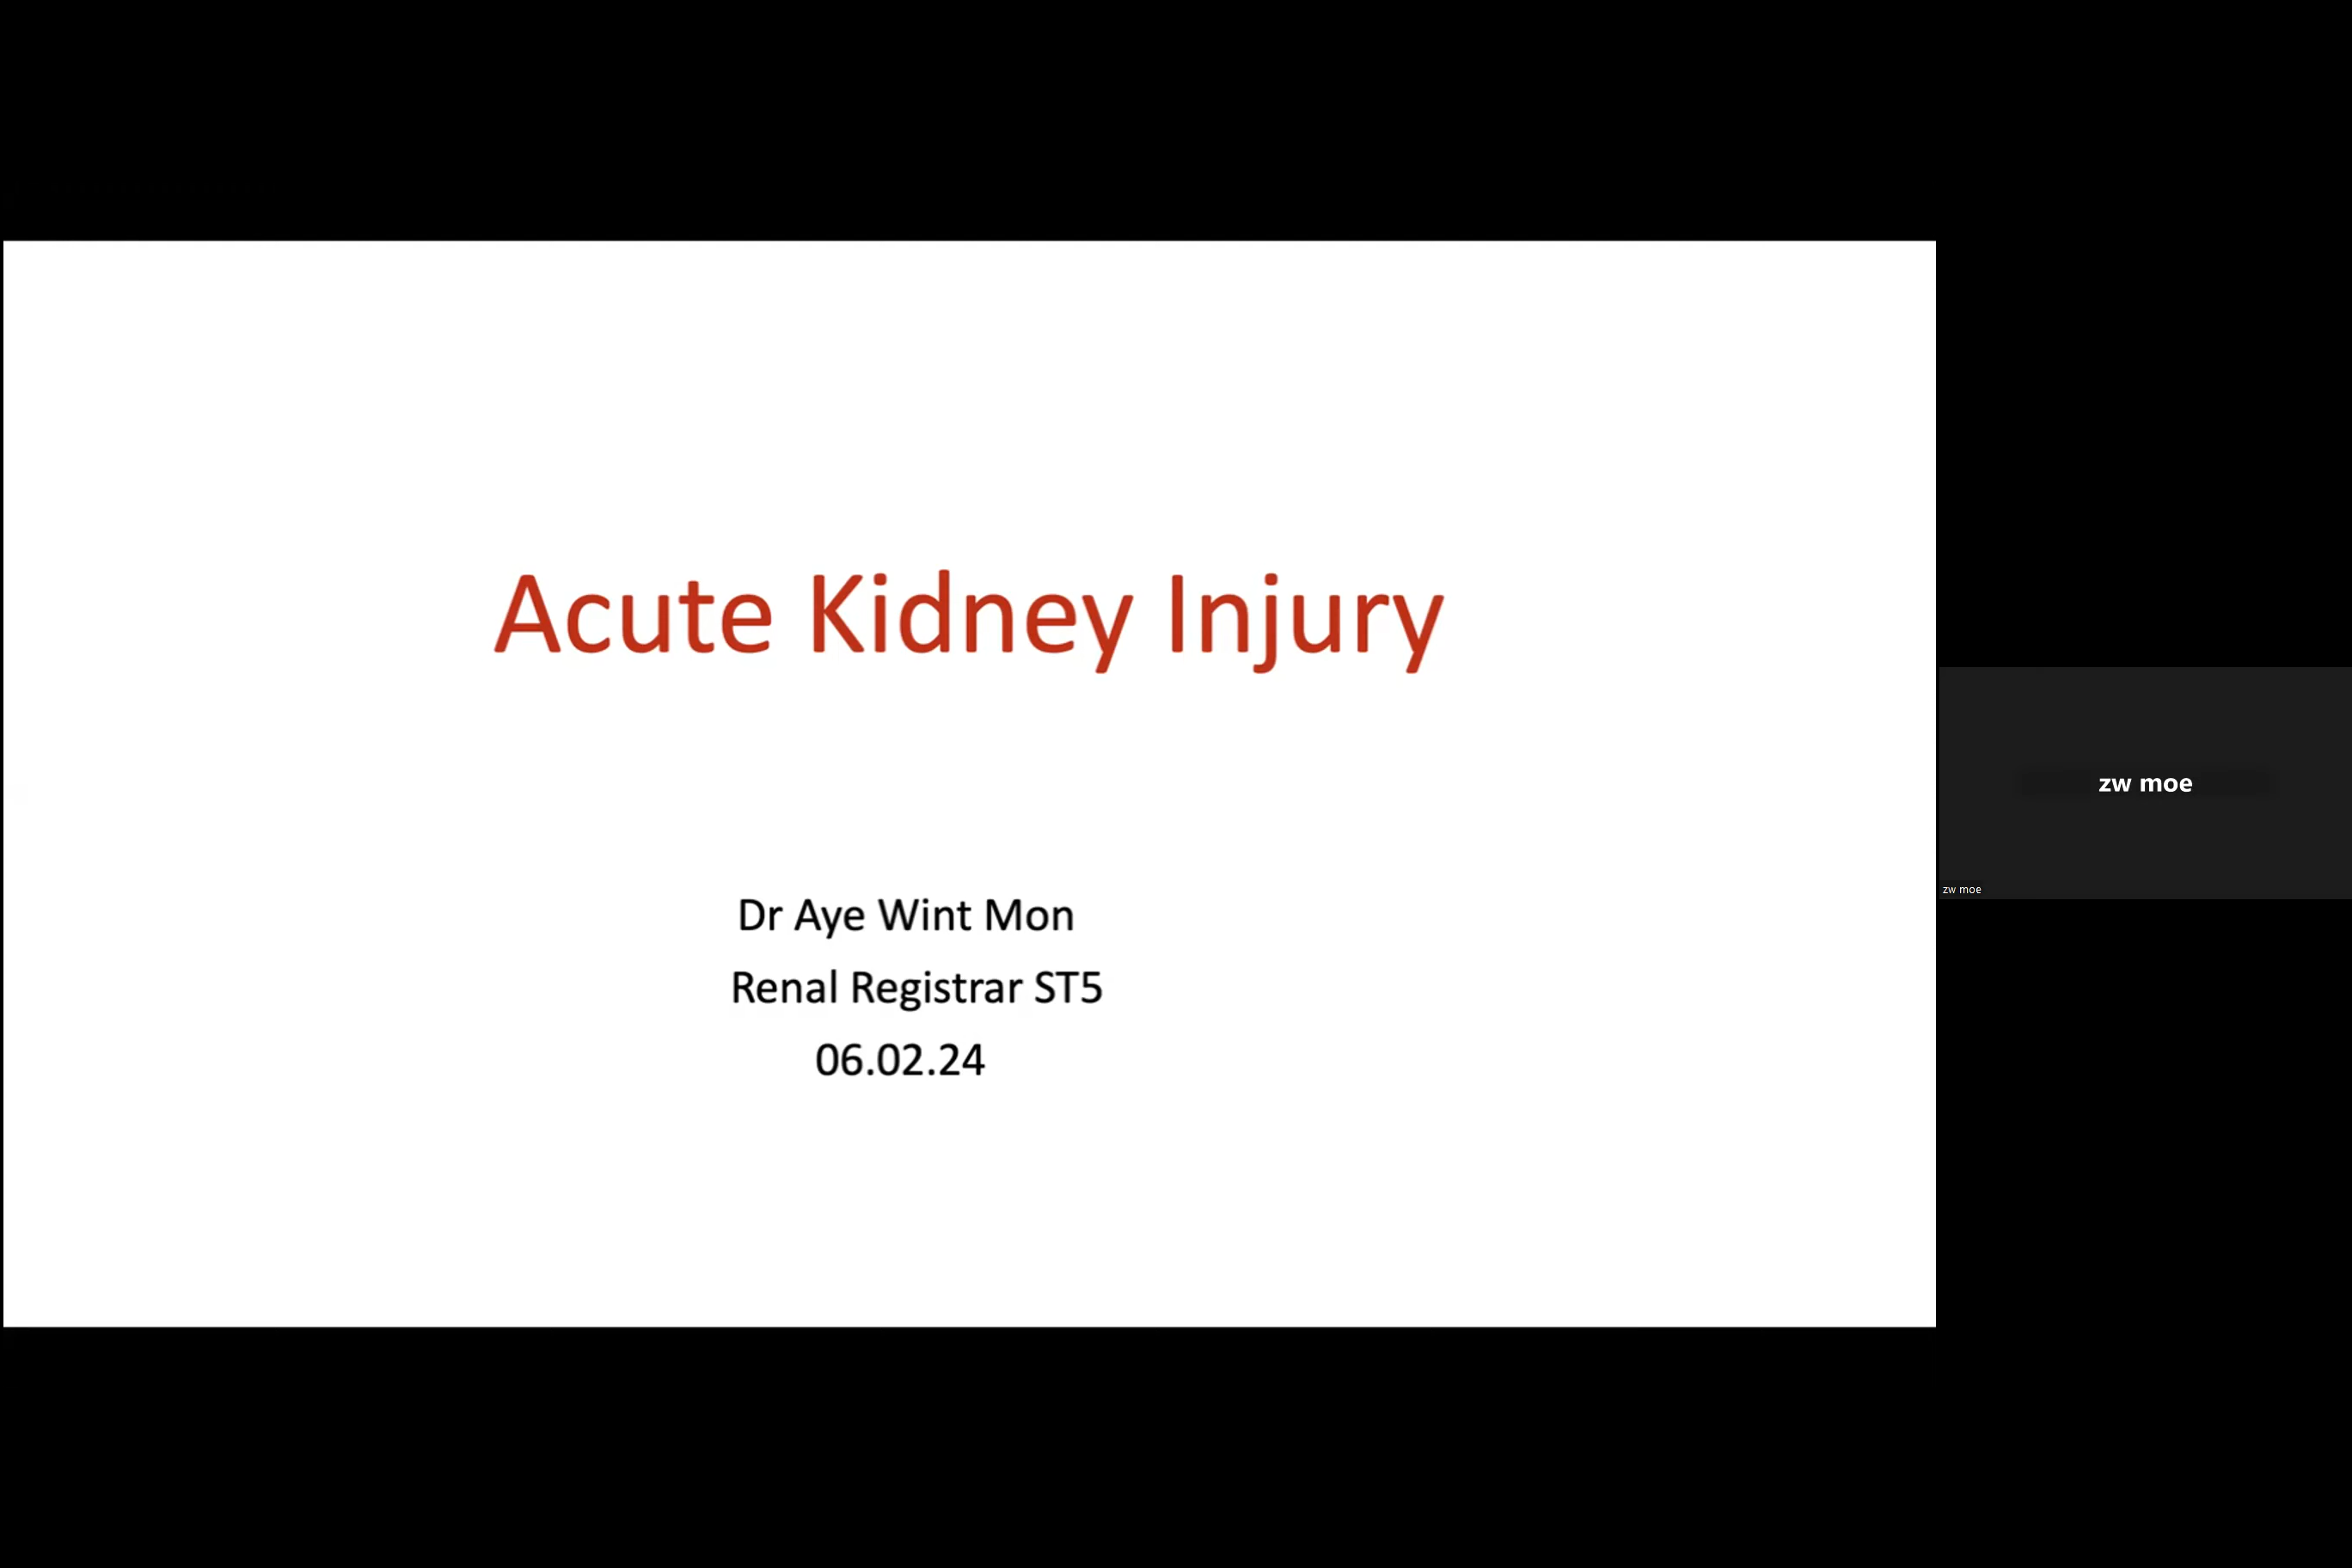 Acute Kidney Injury
Dr Aye Wint Mon
Renal Registrar ST5
06.02.24
zw moe
zw moe